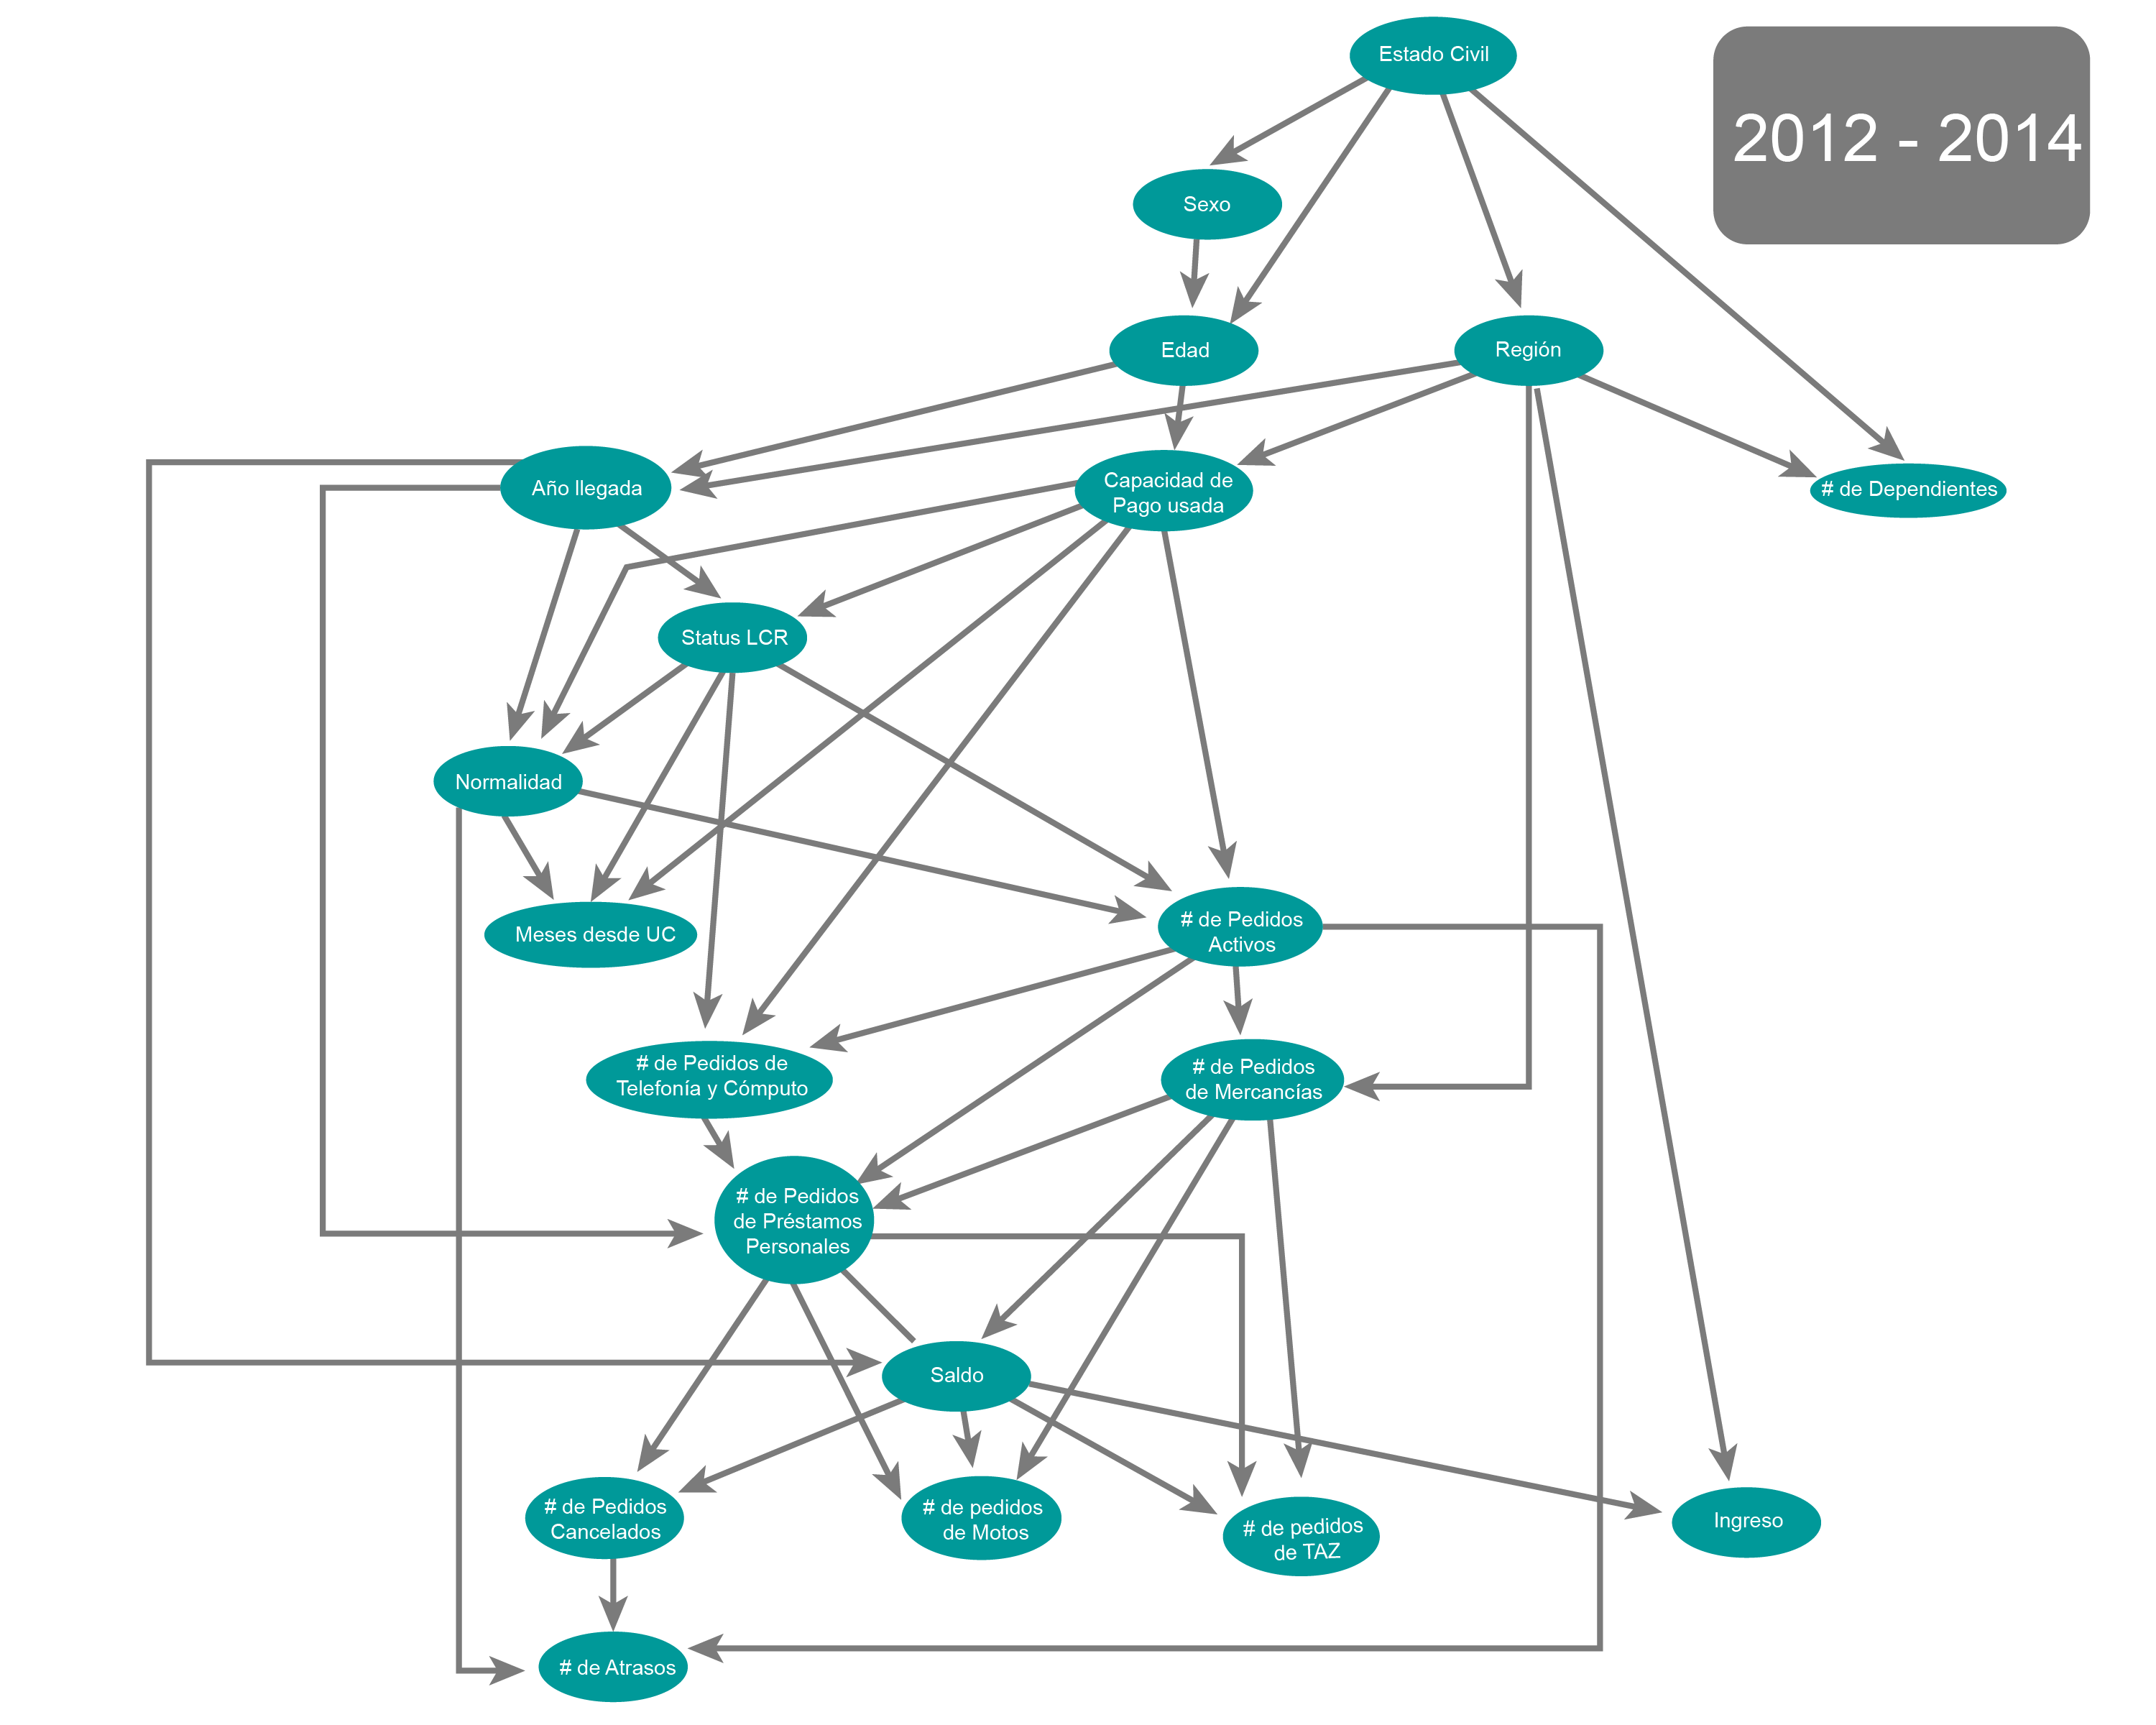 Estado Civil
2012 - 2014
Sexo
Edad
Región
Año llegada
Capacidad de
Pago usada
# de Dependientes
Status LCR
Normalidad
Meses desde UC
# de Pedidos
Activos
# de Pedidos de
Telefonía y Cómputo
# de Pedidos
de Mercancías
# de Pedidos
de Préstamos
Personales
Saldo
# de Pedidos
Cancelados
# de pedidos
de Motos
# de pedidos
de TAZ
Ingreso
# de Atrasos